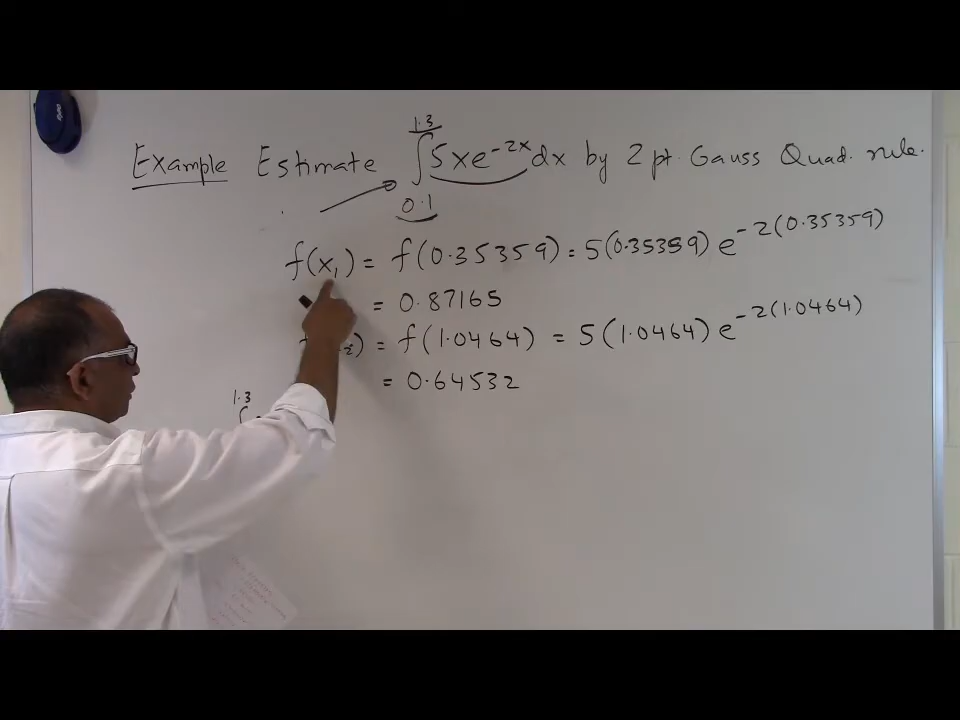 Example Estimate ∫ 1.3 0.1 5xe^-2x dx by 2 pt. Gauss Quad. rule.
f(x₁) = f(0.35359) = 5(0.35359) e^-2(0.35359)
= 0.87165
f( ₂) = f(1.0464) = 5(1.0464) e^-2(1.0464)
= 0.64532
1.3
∫